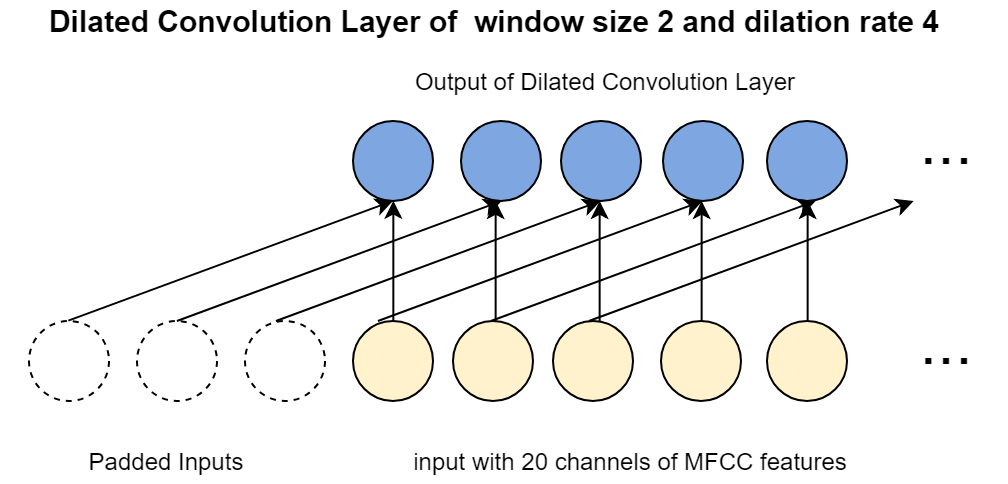 Dilated Convolution Layer of window size 2 and dilation rate 4
Output of Dilated Convolution Layer
...
...
Padded Inputs
input with 20 channels of MFCC features